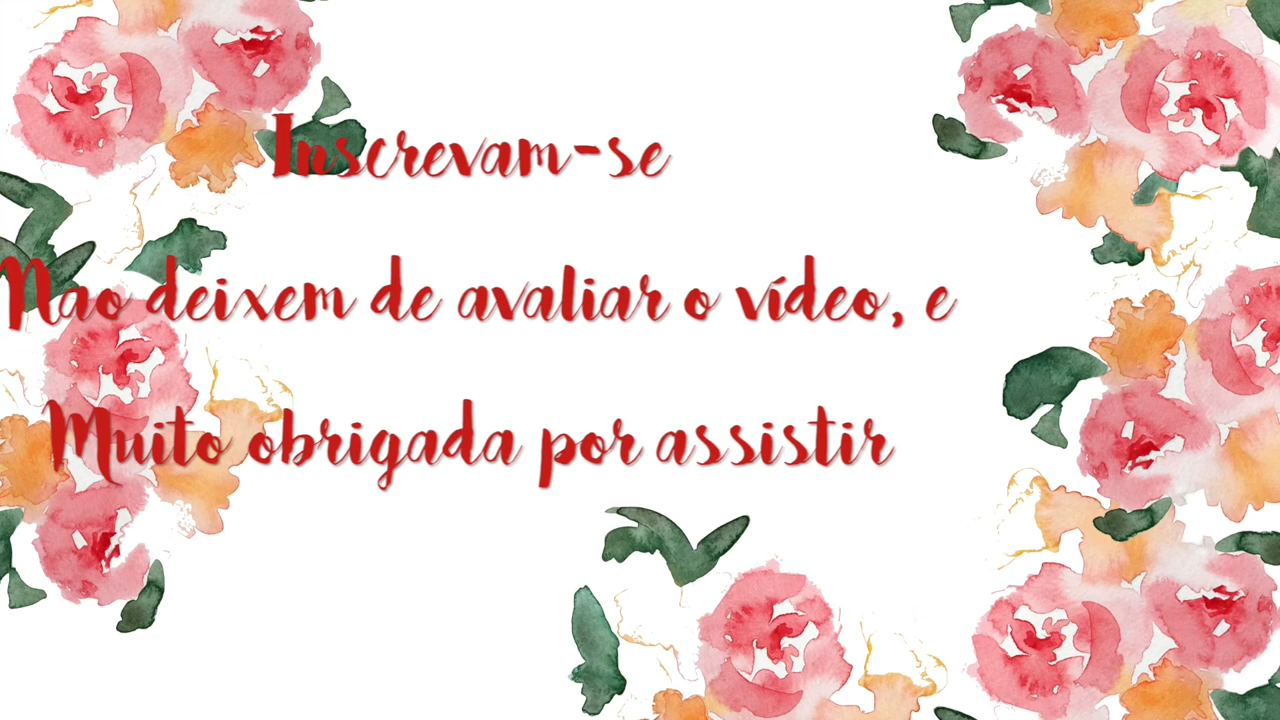 Inscrevam-se
Nao deixem de avaliar o vídeo, e
Muito obrigada por assistir